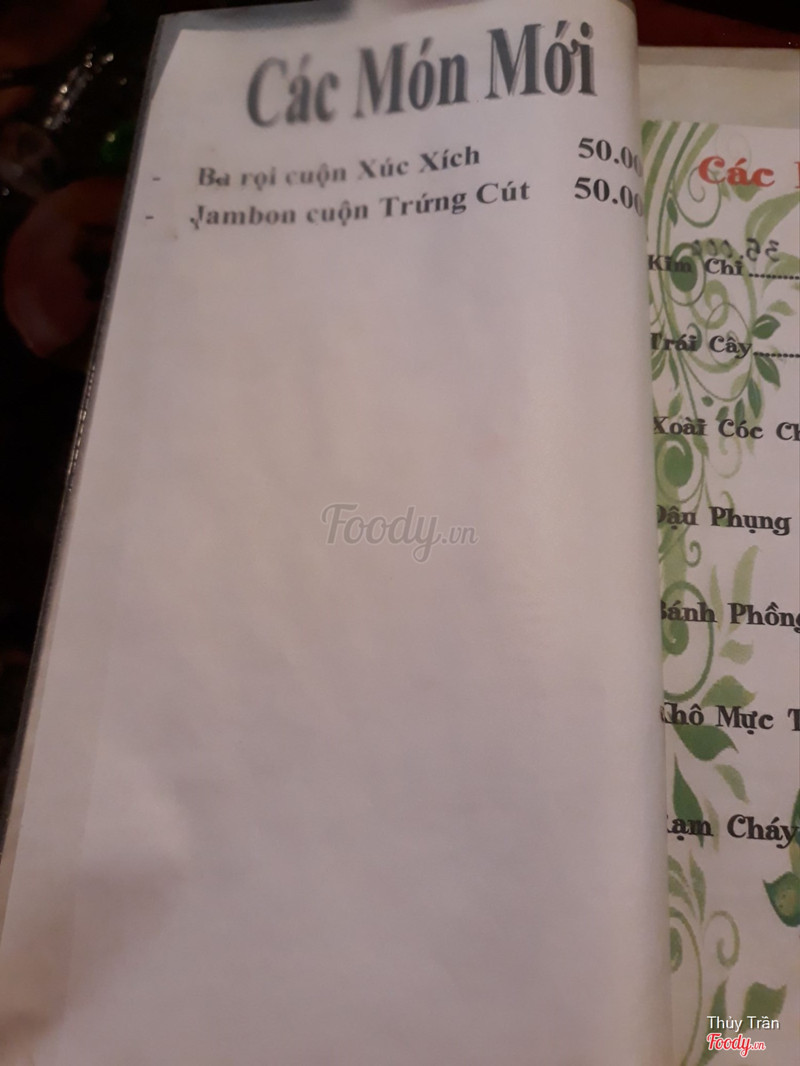 Các Món Mới
- Ba rọi cuộn Xúc Xích 50.00
- Jambon cuộn Trứng Cút 50.00
Các
Kim Chi..........
Trái Cây.......
Xoài Cóc
Đậu Phụng
Bánh Phồng
Khô Mực
Cháy
Foody.vn
Thủy Trần
Foody.vn